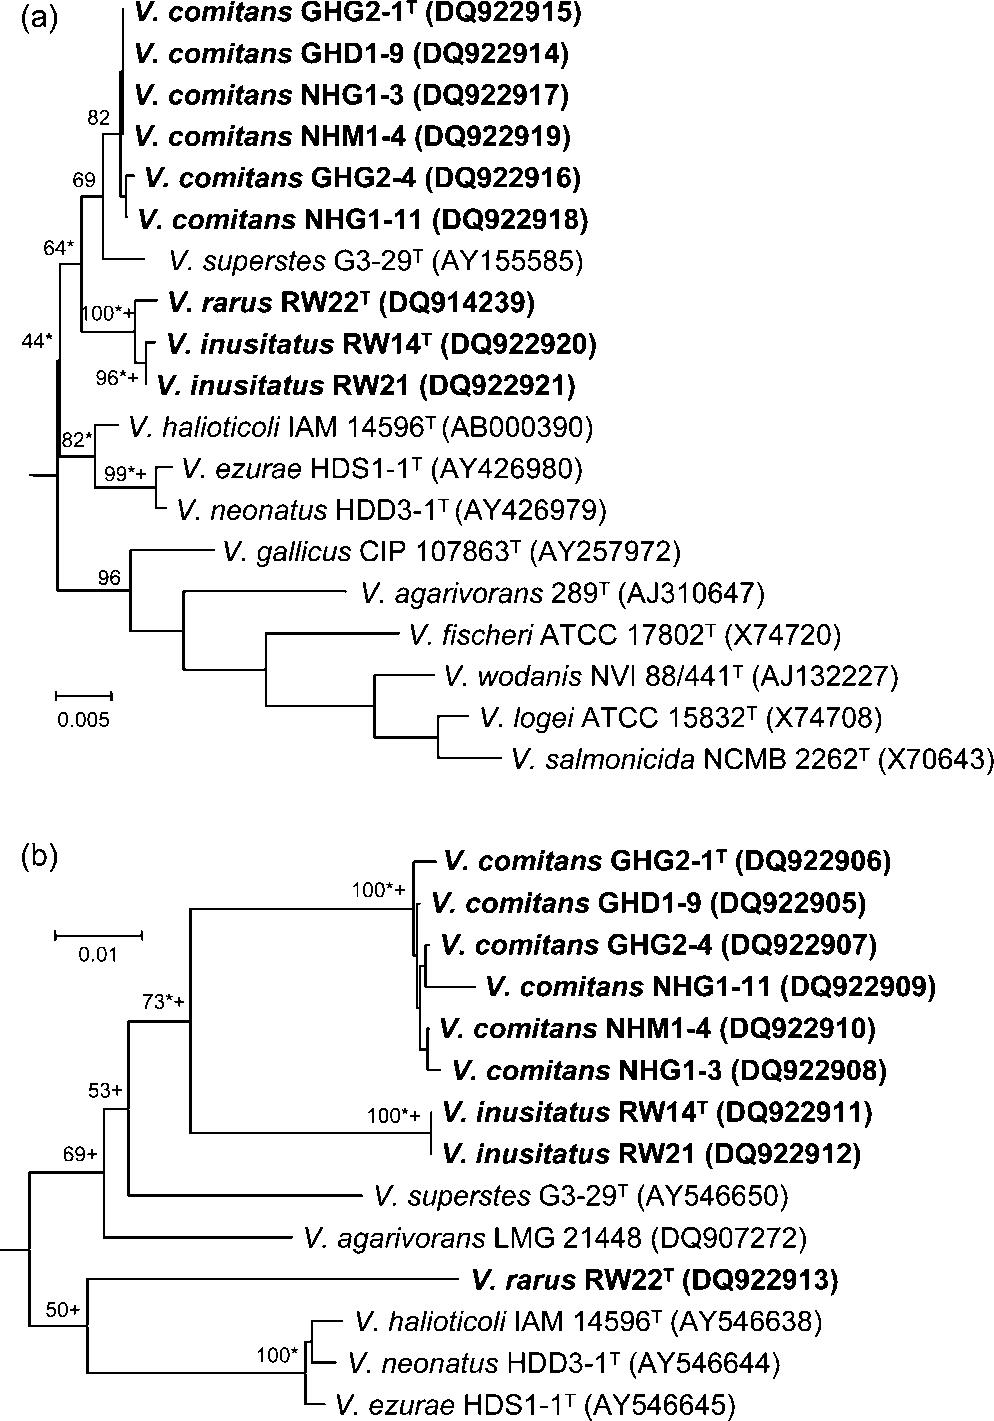 (a)
V. comitans GHG2-1ᵀ (DQ922915)
V. comitans GHD1-9 (DQ922914)
V. comitans NHG1-3 (DQ922917)
82
V. comitans NHM1-4 (DQ922919)
69
V. comitans GHG2-4 (DQ922916)
V. comitans NHG1-11 (DQ922918)
64*
V. superstes G3-29ᵀ (AY155585)
100*+
V. rarus RW22ᵀ (DQ914239)
44*
V. inusitatus RW14ᵀ (DQ922920)
96*+
V. inusitatus RW21 (DQ922921)
82*
V. halioticoli IAM 14596ᵀ (AB000390)
99*+
V. ezurae HDS1-1ᵀ (AY426980)
V. neonatus HDD3-1ᵀ (AY426979)
V. gallicus CIP 107863ᵀ (AY257972)
96
V. agarivorans 289ᵀ (AJ310647)
V. fischeri ATCC 17802ᵀ (X74720)
V. wodanis NVI 88/441ᵀ (AJ132227)
0.005
V. logei ATCC 15832ᵀ (X74708)
V. salmonicida NCMB 2262ᵀ (X70643)
(b)
V. comitans GHG2-1ᵀ (DQ922906)
100*+
V. comitans GHD1-9 (DQ922905)
0.01
V. comitans GHG2-4 (DQ922907)
V. comitans NHG1-11 (DQ922909)
73*+
V. comitans NHM1-4 (DQ922910)
V. comitans NHG1-3 (DQ922908)
53+
100*+
V. inusitatus RW14ᵀ (DQ922911)
69+
V. inusitatus RW21 (DQ922912)
V. superstes G3-29ᵀ (AY546650)
V. agarivorans LMG 21448 (DQ907272)
V. rarus RW22ᵀ (DQ922913)
50+
V. halioticoli IAM 14596ᵀ (AY546638)
100*
V. neonatus HDD3-1ᵀ (AY546644)
V. ezurae HDS1-1ᵀ (AY546645)